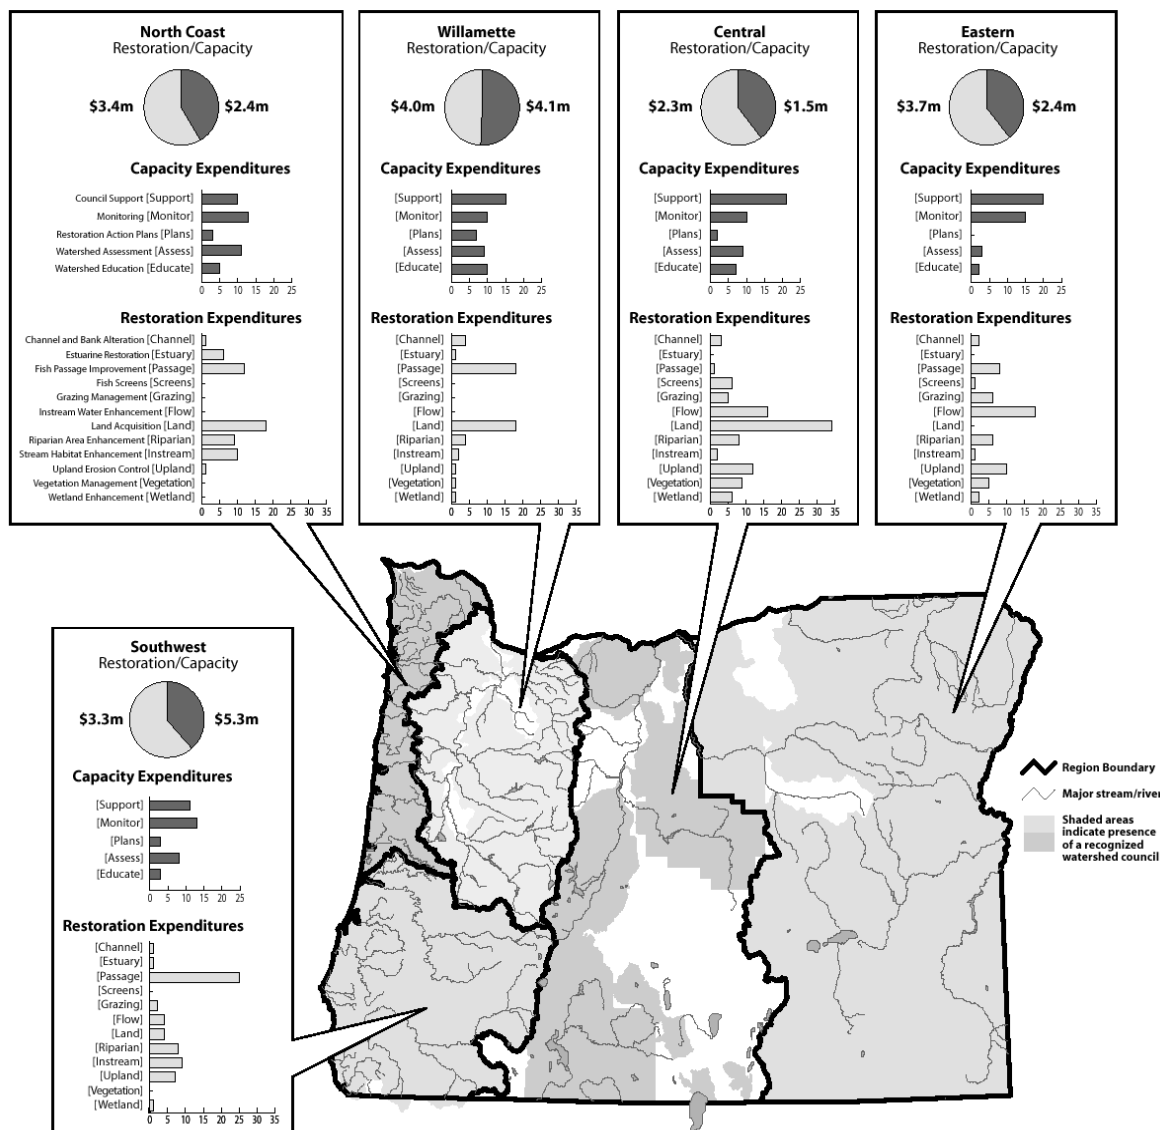 North Coast
Restoration/Capacity
$3.4m
$2.4m
Capacity Expenditures
Council Support [Support]
Monitoring [Monitor]
Restoration Action Plans [Plans]
Watershed Assessment [Assess]
Watershed Education [Educate]
0 5 10 15 20 25
Restoration Expenditures
Channel and Bank Alteration [Channel]
Estuarine Restoration [Estuary]
Fish Passage Improvement [Passage]
Fish Screens [Screens]
Grazing Management [Grazing]
Instream Water Enhancement [Flow]
Land Acquisition [Land]
Riparian Area Enhancement [Riparian]
Stream Habitat Enhancement [Instream]
Upland Erosion Control [Upland]
Vegetation Management [Vegetation]
Wetland Enhancement [Wetland]
0 5 10 15 20 25 30 35
Willamette
Restoration/Capacity
$4.0m
$4.1m
Capacity Expenditures
[Support]
[Monitor]
[Plans]
[Assess]
[Educate]
0 5 10 15 20 25
Restoration Expenditures
[Channel]
[Estuary]
[Passage]
[Screens]
[Grazing]
[Flow]
[Land]
[Riparian]
[Instream]
[Upland]
[Vegetation]
[Wetland]
0 5 10 15 20 25 30 35
Central
Restoration/Capacity
$2.3m
$1.5m
Capacity Expenditures
[Support]
[Monitor]
[Plans]
[Assess]
[Educate]
0 5 10 15 20 25
Restoration Expenditures
[Channel]
[Estuary]
[Passage]
[Screens]
[Grazing]
[Flow]
[Land]
[Riparian]
[Instream]
[Upland]
[Vegetation]
[Wetland]
0 5 10 15 20 25 30 35
Eastern
Restoration/Capacity
$3.7m
$2.4m
Capacity Expenditures
[Support]
[Monitor]
[Plans]
[Assess]
[Educate]
0 5 10 15 20 25
Restoration Expenditures
[Channel]
[Estuary]
[Passage]
[Screens]
[Grazing]
[Flow]
[Land]
[Riparian]
[Instream]
[Upland]
[Vegetation]
[Wetland]
0 5 10 15 20 25 30 35
Southwest
Restoration/Capacity
$3.3m
$5.3m
Capacity Expenditures
[Support]
[Monitor]
[Plans]
[Assess]
[Educate]
0 5 10 15 20 25
Restoration Expenditures
[Channel]
[Estuary]
[Passage]
[Screens]
[Grazing]
[Flow]
[Land]
[Riparian]
[Instream]
[Upland]
[Vegetation]
[Wetland]
0 5 10 15 20 25 30 35
Region Boundary
Major stream/river
Shaded areas
indicate presence
of a recognized
watershed council